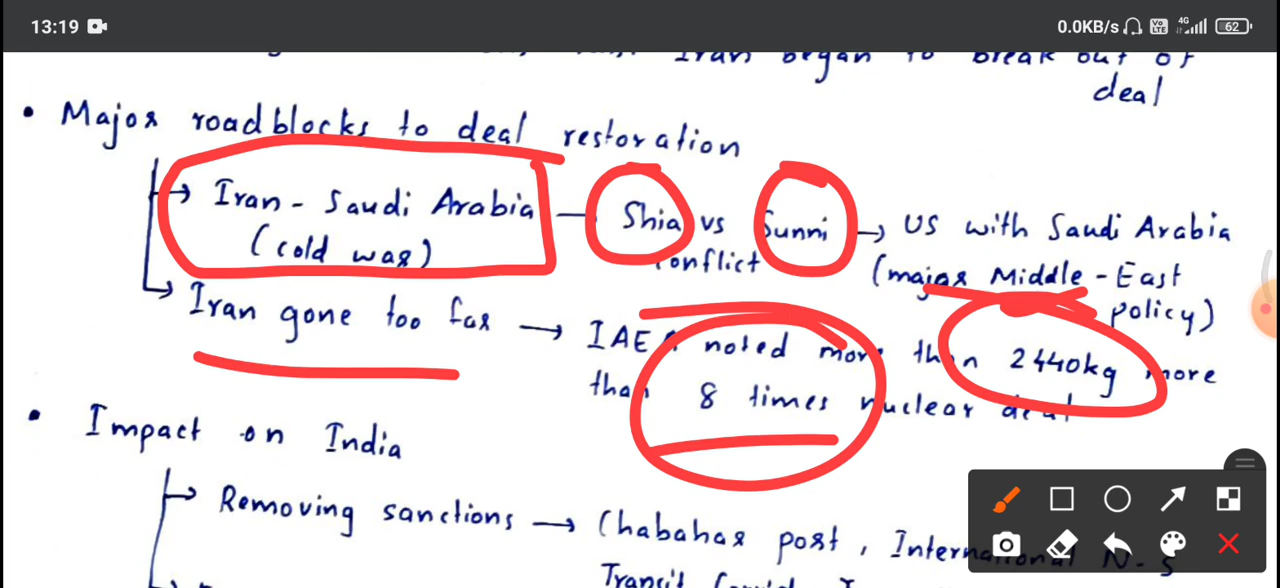 13:19 0.0KB/s Vo LTE 4G 62
Iran began to break out of
deal
• Major roadblocks to deal restoration
→ Iran - Saudi Arabia — Shia vs Sunni → US with Saudi Arabia
(cold war) conflict (major Middle - East
policy)
→ Iran gone too far → IAEA noted more than 2440kg more
than 8 times nuclear deal
• Impact on India
→ Removing sanctions → Chabahar port, International N-S
Transit